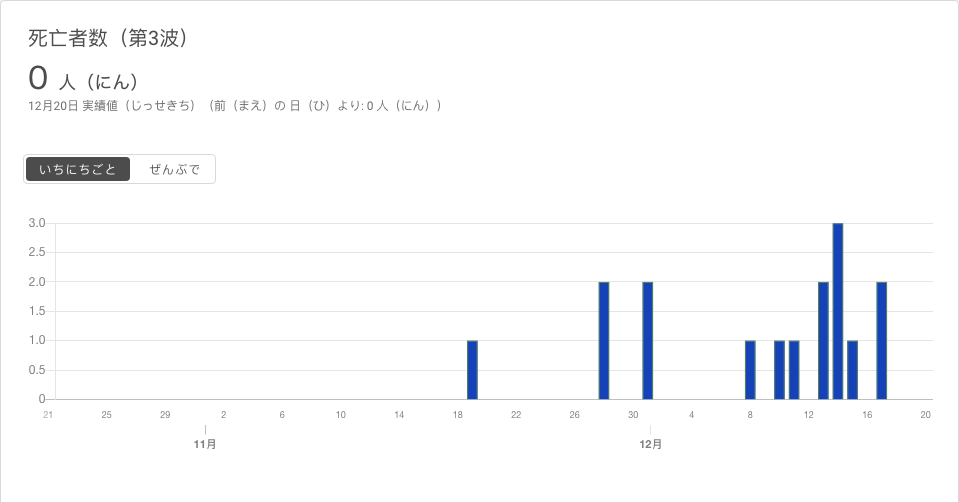 死亡者数（第3波）
0 人（にん）
12月20日 実績値（じっせきち）（前（まえ）の 日（ひ）より: 0 人（にん））
いちにちごと ぜんぶで
3.0
2.5
2.0
1.5
1.0
0.5
0
21 25 29 2 6 10 14 18 22 26 30 4 8 12 16 20
11月 12月